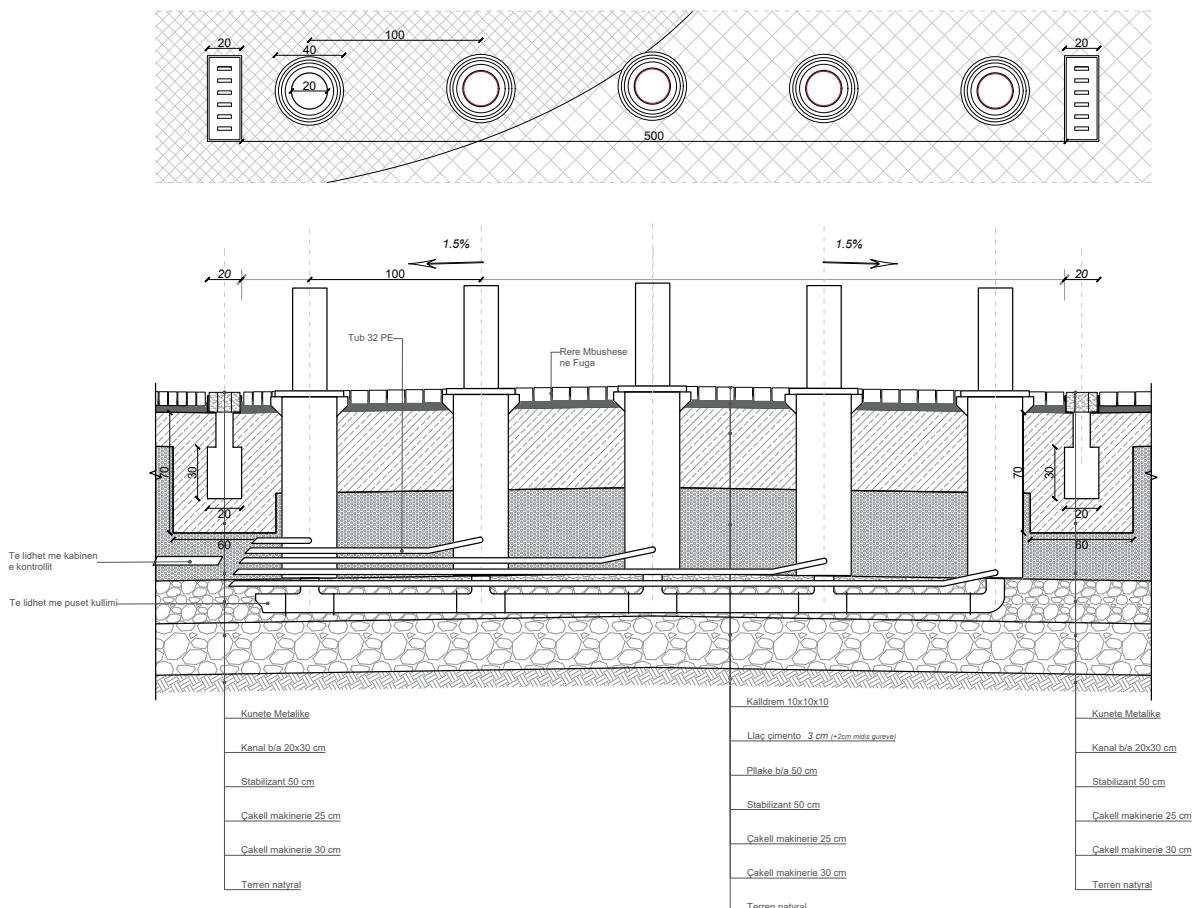 20
100
40
20
20
500
1.5%
1.5%
20
100
20
Tub 32 PE
Rere Mbushese
ne Fuga
70
30
20
60
70
30
20
60
Te lidhet me kabinen
e kontrollit
Te lidhet me puset kullimi
Kunete Metalike
Kanal b/a 20x30 cm
Stabilizant 50 cm
Çakell makinerie 25 cm
Çakell makinerie 30 cm
Terren natyral
Kalldrem 10x10x10
Llaç çimento 3 cm (+2cm midis gureve)
Pllake b/a 50 cm
Stabilizant 50 cm
Çakell makinerie 25 cm
Çakell makinerie 30 cm
Terren natyral
Kunete Metalike
Kanal b/a 20x30 cm
Stabilizant 50 cm
Çakell makinerie 25 cm
Çakell makinerie 30 cm
Terren natyral